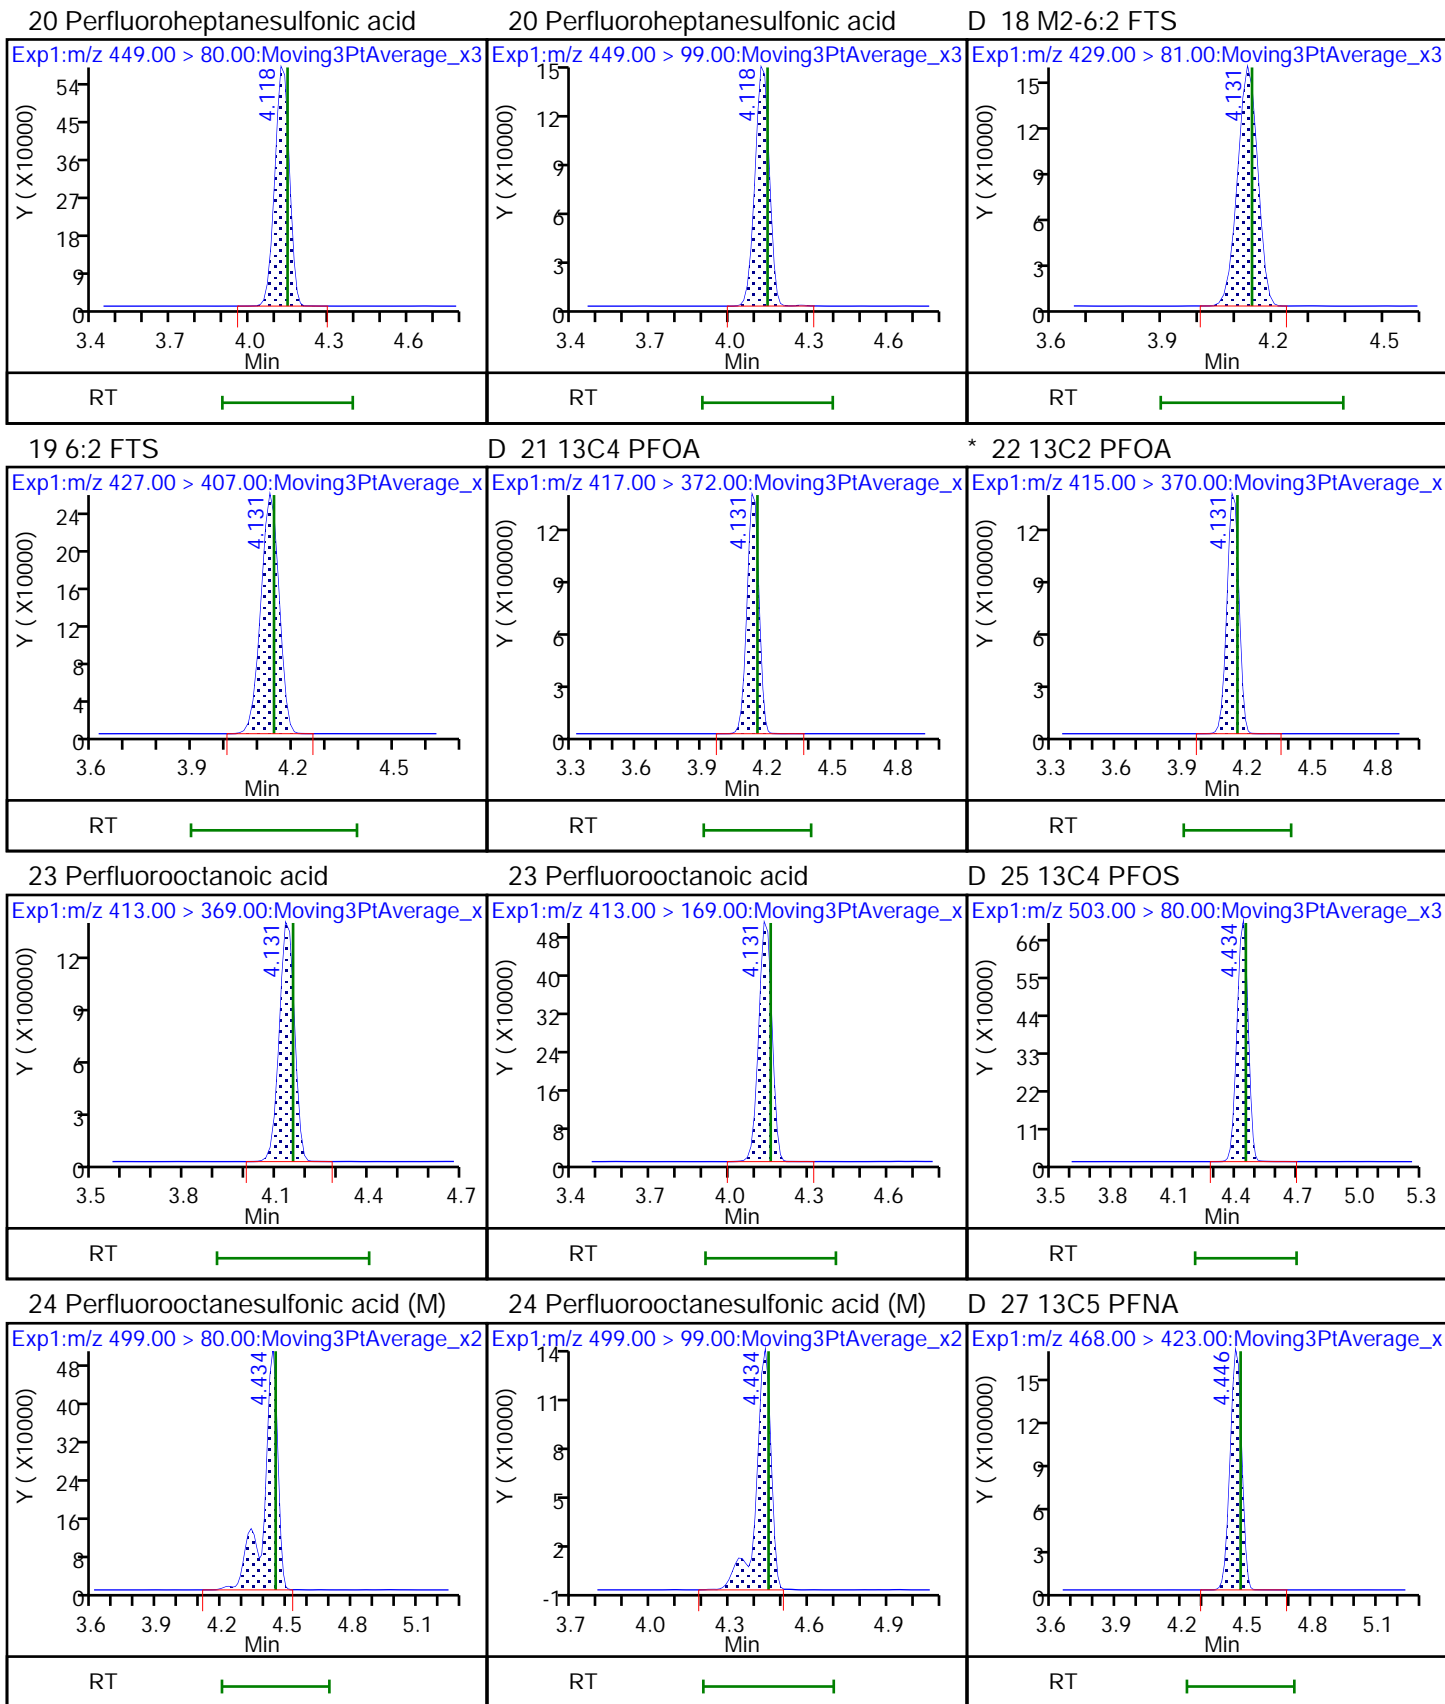 20 Perfluoroheptanesulfonic acid
Exp1:m/z 449.00 > 80.00:Moving3PtAverage_x3
4.118
Y ( X10000)
54
45
36
27
18
9
0
3.4 3.7 4.0 4.3 4.6
Min
RT
20 Perfluoroheptanesulfonic acid
Exp1:m/z 449.00 > 99.00:Moving3PtAverage_x3
4.118
Y ( X10000)
15
12
9
6
3
0
3.4 3.7 4.0 4.3 4.6
Min
RT
D 18 M2-6:2 FTS
Exp1:m/z 429.00 > 81.00:Moving3PtAverage_x3
4.131
Y ( X10000)
15
12
9
6
3
0
3.6 3.9 4.2 4.5
Min
RT
19 6:2 FTS
Exp1:m/z 427.00 > 407.00:Moving3PtAverage_x
4.131
Y ( X10000)
24
20
16
12
8
4
0
3.6 3.9 4.2 4.5
Min
RT
D 21 13C4 PFOA
Exp1:m/z 417.00 > 372.00:Moving3PtAverage_x
4.131
Y ( X100000)
12
9
6
3
0
3.3 3.6 3.9 4.2 4.5 4.8
Min
RT
* 22 13C2 PFOA
Exp1:m/z 415.00 > 370.00:Moving3PtAverage_x
4.131
Y ( X100000)
12
9
6
3
0
3.3 3.6 3.9 4.2 4.5 4.8
Min
RT
23 Perfluorooctanoic acid
Exp1:m/z 413.00 > 369.00:Moving3PtAverage_x
4.131
Y ( X100000)
12
9
6
3
0
3.5 3.8 4.1 4.4 4.7
Min
RT
23 Perfluorooctanoic acid
Exp1:m/z 413.00 > 169.00:Moving3PtAverage_x
4.131
Y ( X10000)
48
40
32
24
16
8
0
3.4 3.7 4.0 4.3 4.6
Min
RT
D 25 13C4 PFOS
Exp1:m/z 503.00 > 80.00:Moving3PtAverage_x3
4.434
Y ( X10000)
66
55
44
33
22
11
0
3.5 3.8 4.1 4.4 4.7 5.0 5.3
Min
RT
24 Perfluorooctanesulfonic acid (M)
Exp1:m/z 499.00 > 80.00:Moving3PtAverage_x2
4.434
Y ( X10000)
48
40
32
24
16
8
0
3.6 3.9 4.2 4.5 4.8 5.1
Min
RT
24 Perfluorooctanesulfonic acid (M)
Exp1:m/z 499.00 > 99.00:Moving3PtAverage_x2
4.434
Y ( X10000)
14
11
8
5
2
-1
3.7 4.0 4.3 4.6 4.9
Min
RT
D 27 13C5 PFNA
Exp1:m/z 468.00 > 423.00:Moving3PtAverage_x
4.446
Y ( X100000)
15
12
9
6
3
0
3.6 3.9 4.2 4.5 4.8 5.1
Min
RT